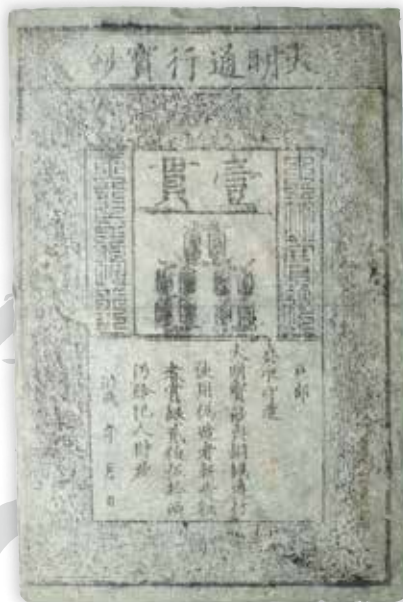 大明通行寶鈔
壹貫
戶部
奏准印造
大明寶鈔與銅錢通行
使用偽造者斬告捕
者賞銀貳伯伍拾兩
仍給犯人財產
洪武 年 月 日